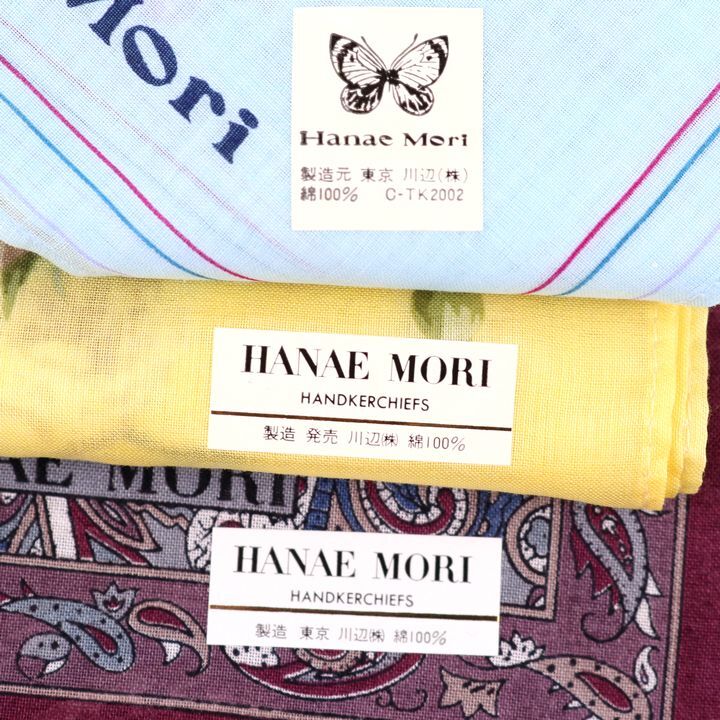 Mori
Hanae Mori
製造元 東京 川辺(株)
綿100% C-TK2002
HANAE MORI
HANDKERCHIEFS
製造 発売 川辺㈱ 綿100%
AE MORI
HANAE MORI
HANDKERCHIEFS
製造 東京 川辺㈱ 綿100%